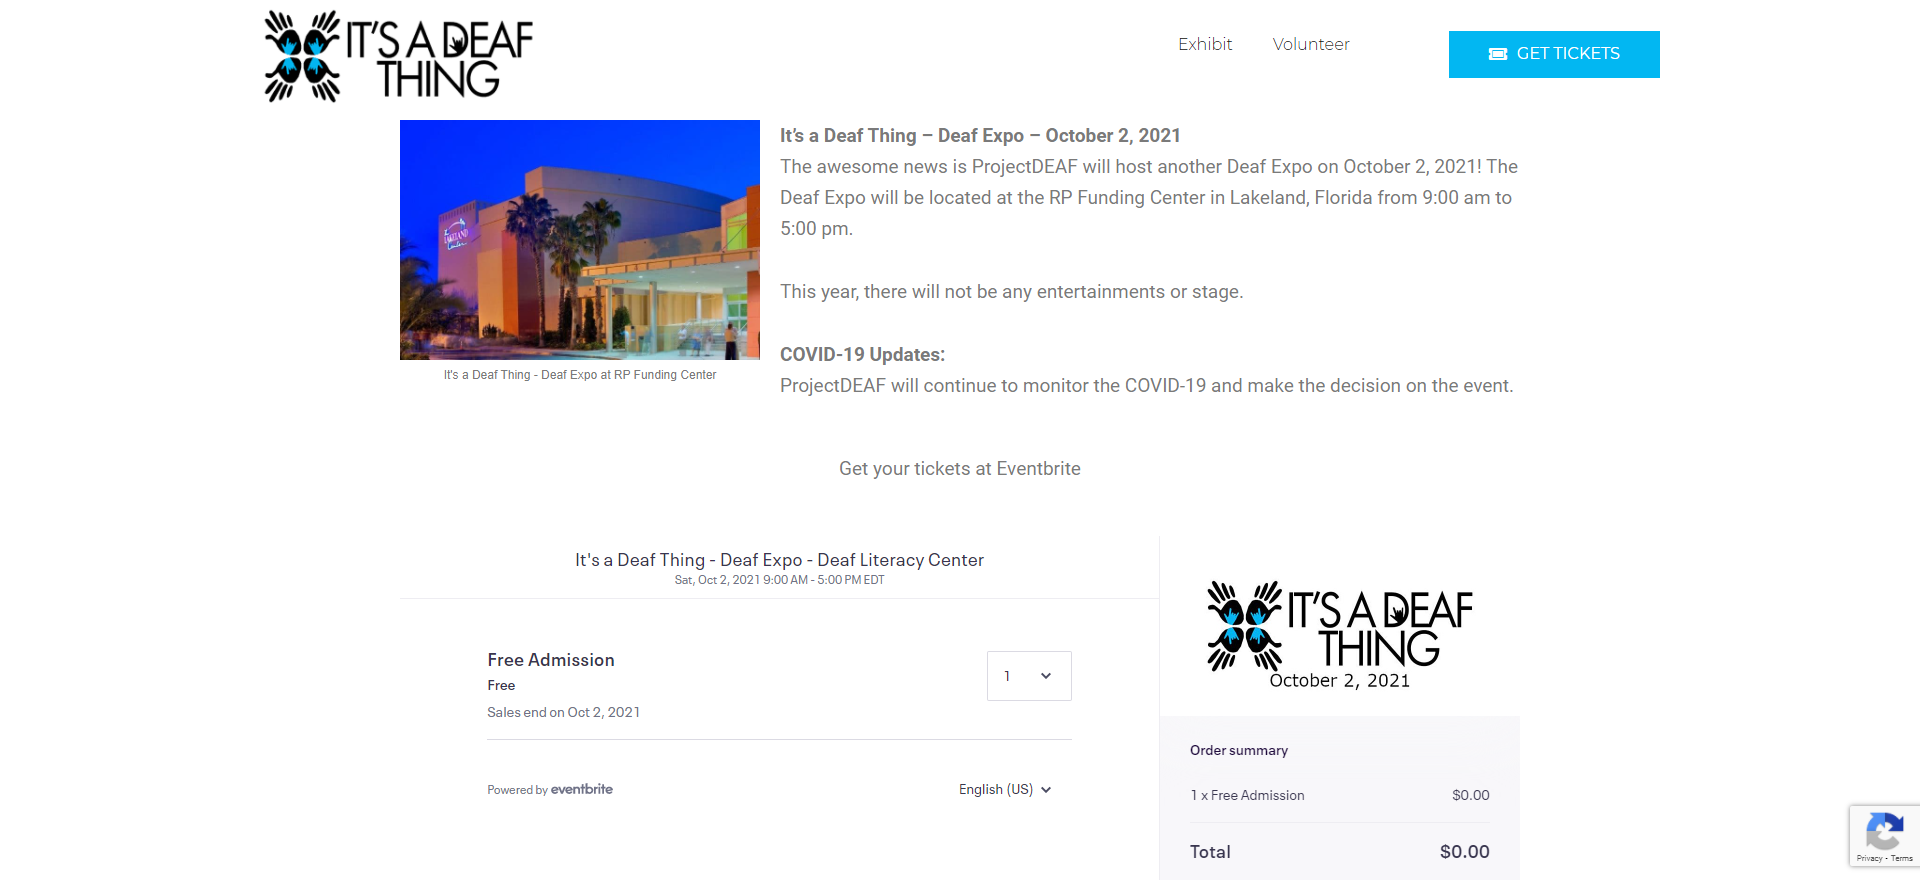 IT'S A DEAF
THING
Exhibit
Volunteer
GET TICKETS
LAKELAND
Center
It's a Deaf Thing - Deaf Expo at RP Funding Center
It’s a Deaf Thing – Deaf Expo – October 2, 2021
The awesome news is ProjectDEAF will host another Deaf Expo on October 2, 2021! The
Deaf Expo will be located at the RP Funding Center in Lakeland, Florida from 9:00 am to
5:00 pm.
This year, there will not be any entertainments or stage.
COVID-19 Updates:
ProjectDEAF will continue to monitor the COVID-19 and make the decision on the event.
Get your tickets at Eventbrite
It's a Deaf Thing - Deaf Expo - Deaf Literacy Center
Sat, Oct 2, 2021 9:00 AM - 5:00 PM EDT
Free Admission
Free
Sales end on Oct 2, 2021
1
Powered by eventbrite
English (US)
IT'S A DEAF
THING
October 2, 2021
Order summary
1 x Free Admission $0.00
Total $0.00
Privacy - Terms